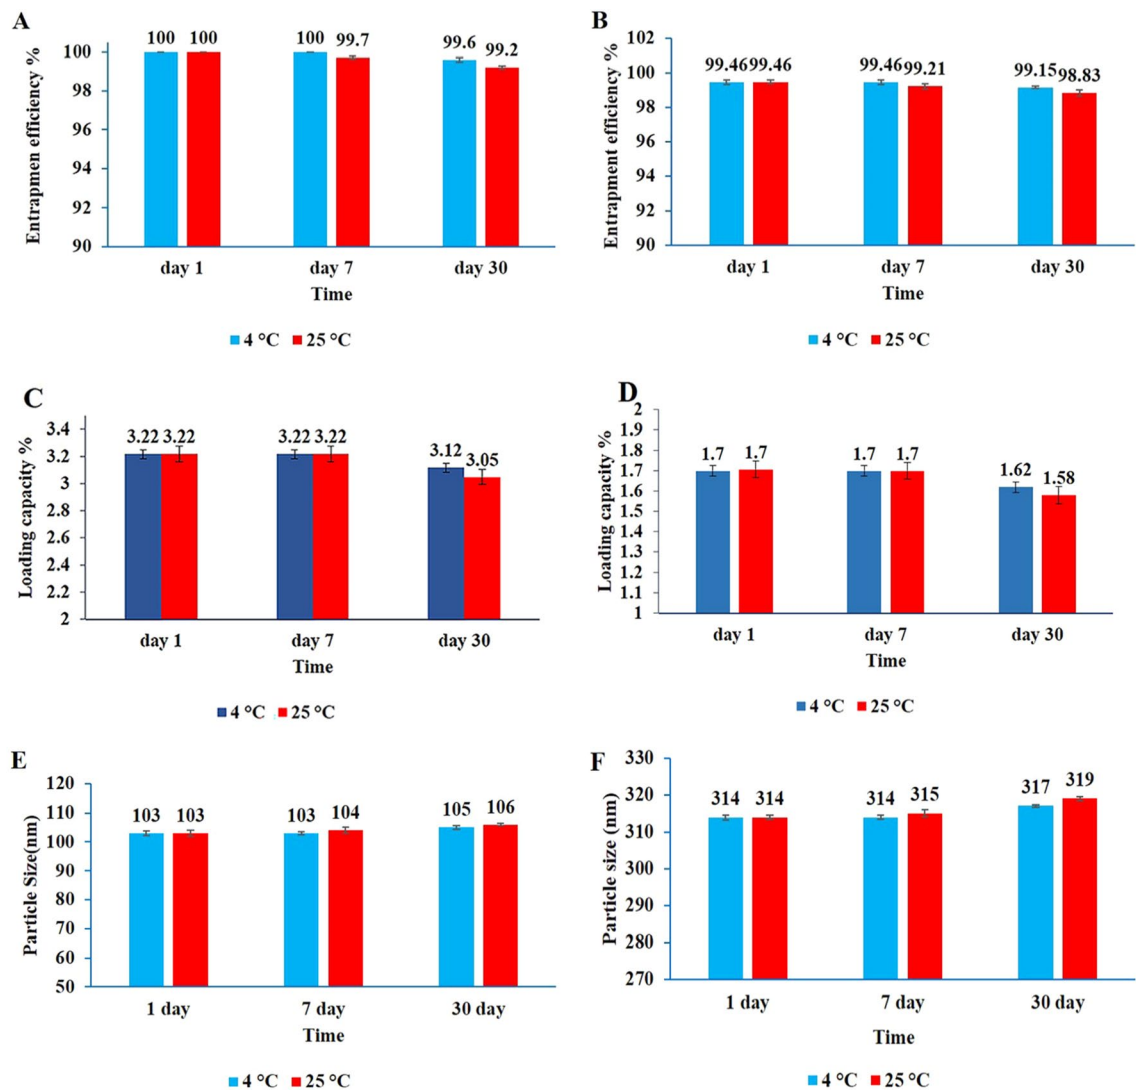 A
Entrapmen efficiency %
100
98
96
94
92
90
100 100
100 99.7
99.6 99.2
day 1 day 7 day 30
Time
4 °C 25 °C
B
Entrapment efficiency %
102
100
98
96
94
92
90
99.46 99.46
99.46 99.21
99.15 98.83
day 1 day 7 day 30
Time
4 °C 25 °C
C
Loading capacity %
3.4
3.2
3
2.8
2.6
2.4
2.2
2
3.22 3.22
3.22 3.22
3.12 3.05
day 1 day 7 day 30
Time
4 °C 25 °C
D
Loading capacity %
2
1.9
1.8
1.7
1.6
1.5
1.4
1.3
1.2
1.1
1
1.7 1.7
1.7 1.7
1.62 1.58
day 1 day 7 day 30
Time
4 °C 25 °C
E
Particle Size(nm)
120
110
100
90
80
70
60
50
103 103
103 104
105 106
1 day 7 day 30 day
Time
4 °C 25 °C
F
Particle size (nm)
330
320
310
300
290
280
270
314 314
314 315
317 319
1 day 7 day 30 day
Time
4 °C 25 °C